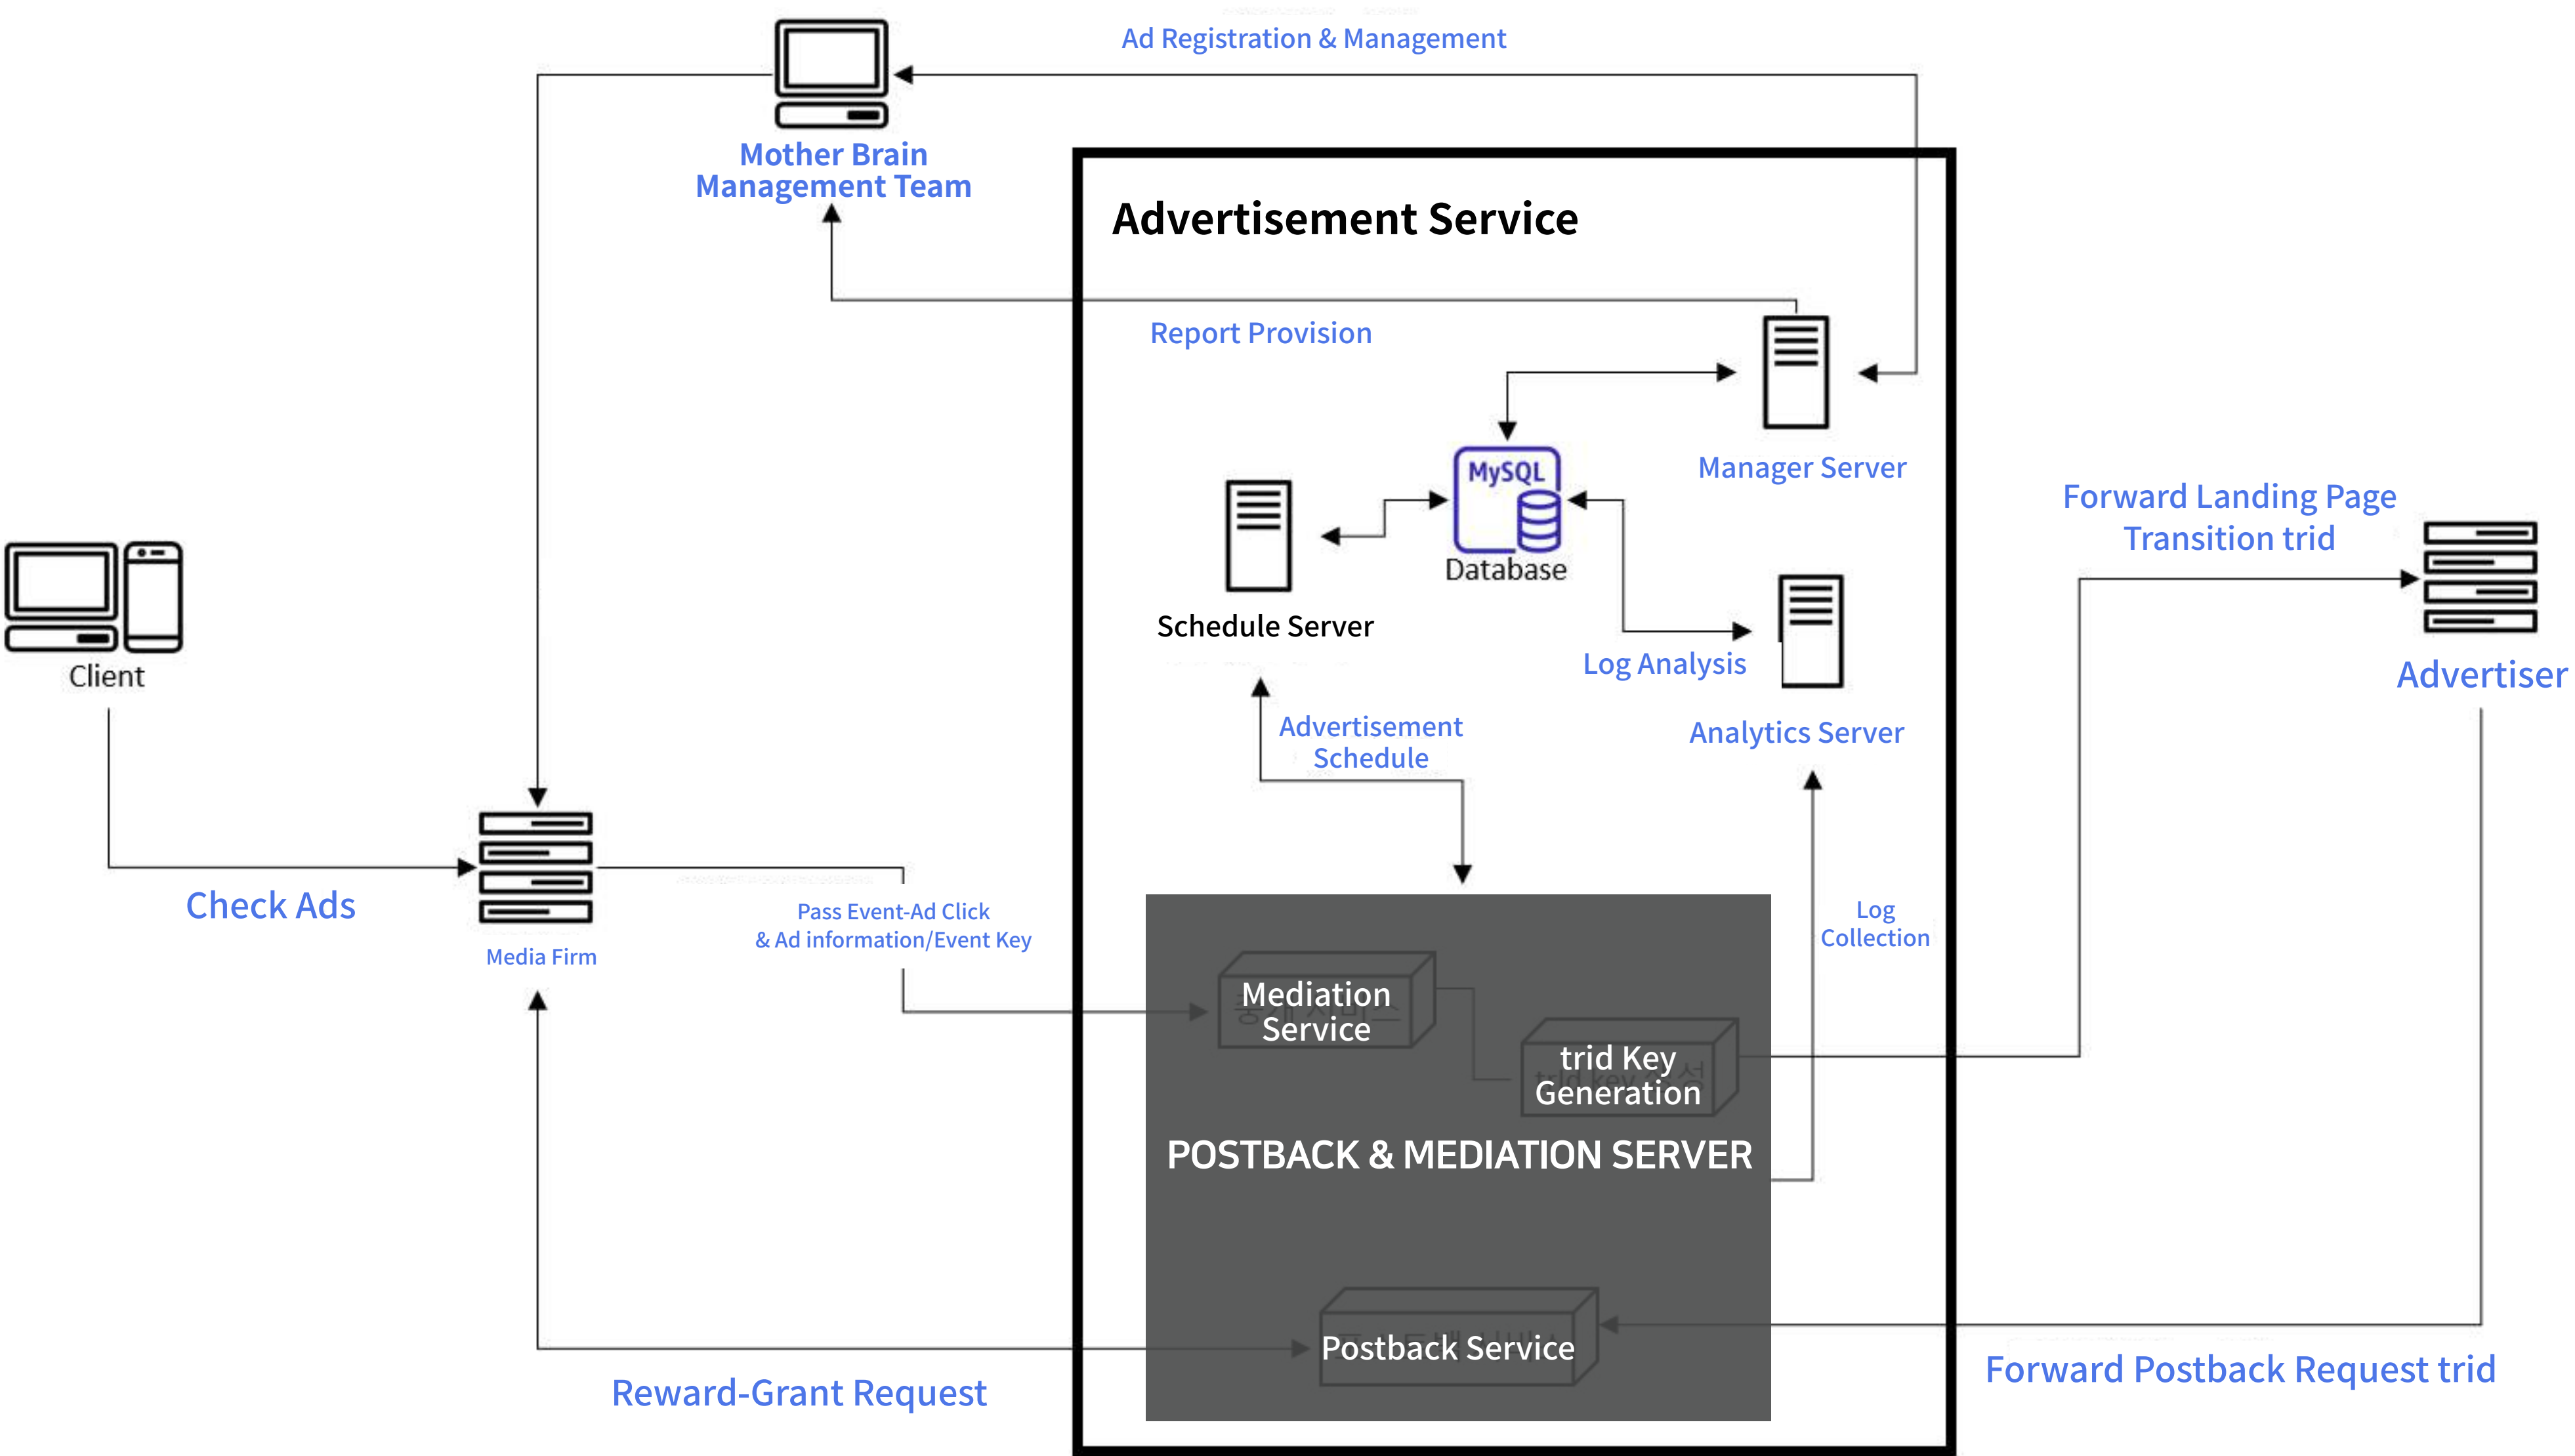 Ad Registration & Management
Mother Brain
Management Team
Advertisement Service
Report Provision
MySQL
Database
Manager Server
Schedule Server
Log Analysis
Analytics Server
Forward Landing Page
Transition trid
Advertiser
Client
Advertisement
Schedule
Check Ads
Media Firm
Pass Event-Ad Click
& Ad information/Event Key
Log
Collection
Mediation
Service
trid Key
Generation
POSTBACK & MEDIATION SERVER
Postback Service
Reward-Grant Request
Forward Postback Request trid